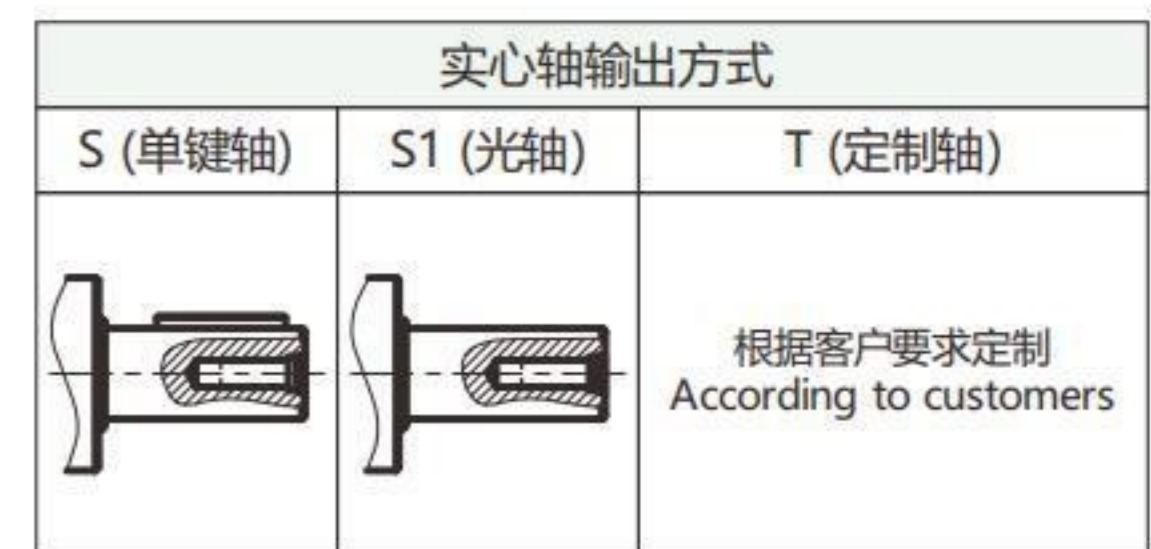 实心轴输出方式
S (单键轴)
S1 (光轴)
T (定制轴)
根据客户要求定制
According to customers